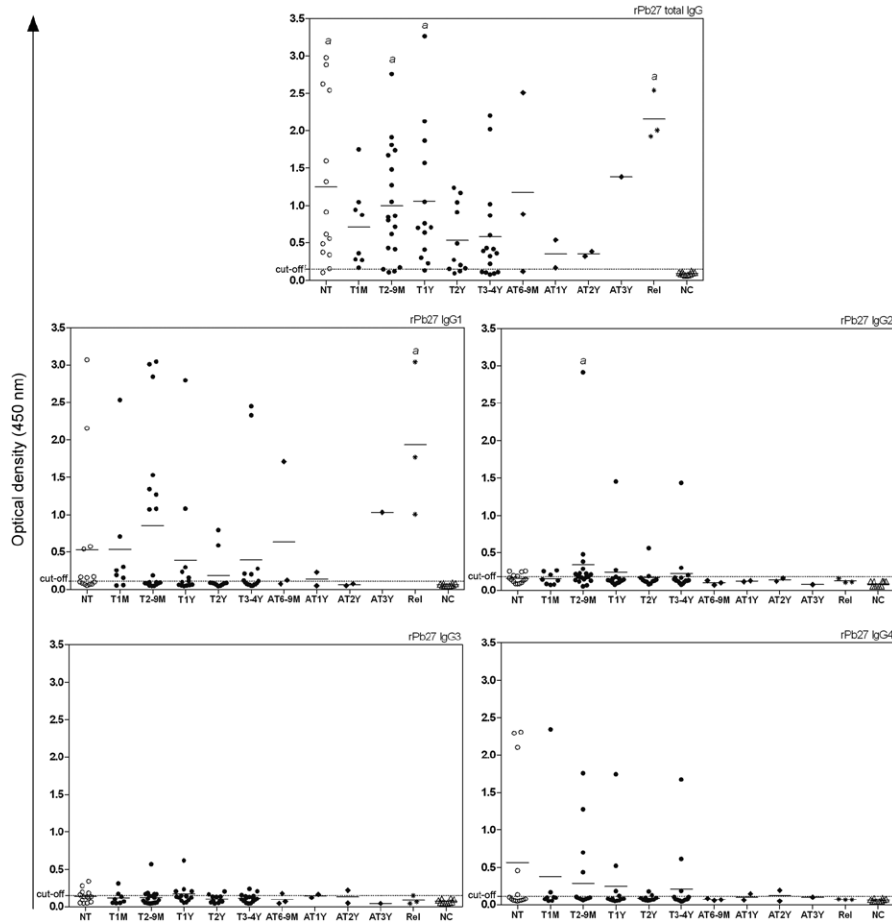 rPb27 total IgG
3.5
3.0
2.5
2.0
1.5
1.0
0.5
0.0
cut-off
a
a
a
a
NT T1M T2-9M T1Y T2Y T3-4Y AT6-9M AT1Y AT2Y AT3Y Rel NC
Optical density (450 nm)
rPb27 IgG1
3.5
3.0
2.5
2.0
1.5
1.0
0.5
0.0
cut-off
a
NT T1M T2-9M T1Y T2Y T3-4Y AT6-9M AT1Y AT2Y AT3Y Rel NC
rPb27 IgG2
3.5
3.0
2.5
2.0
1.5
1.0
0.5
0.0
cut-off
a
NT T1M T2-9M T1Y T2Y T3-4Y AT6-9M AT1Y AT2Y AT3Y Rel NC
rPb27 IgG3
3.5
3.0
2.5
2.0
1.5
1.0
0.5
0.0
cut-off
NT T1M T2-9M T1Y T2Y T3-4Y AT6-9M AT1Y AT2Y AT3Y Rel NC
rPb27 IgG4
3.5
3.0
2.5
2.0
1.5
1.0
0.5
0.0
cut-off
NT T1M T2-9M T1Y T2Y T3-4Y AT6-9M AT1Y AT2Y AT3Y Rel NC